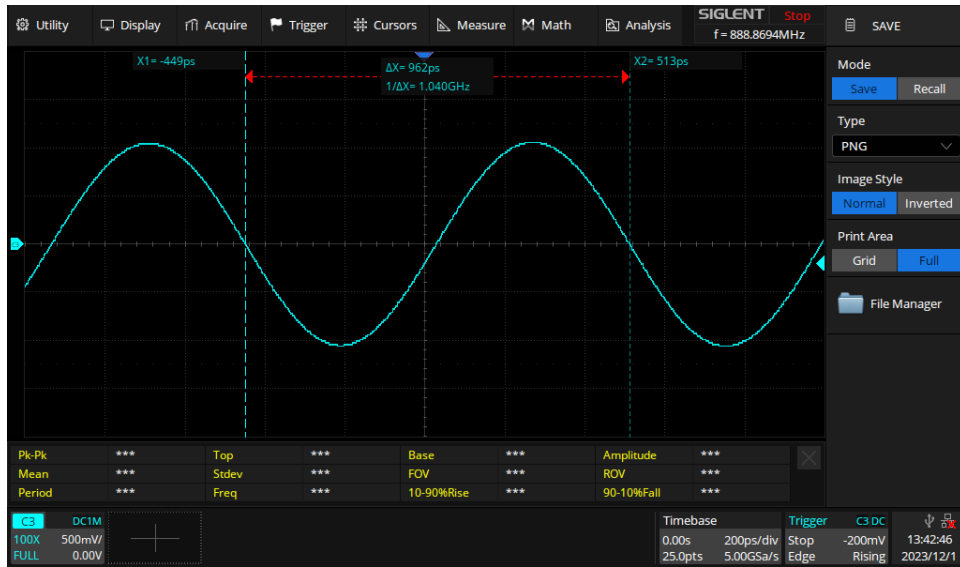 Utility Display Acquire Trigger Cursors Measure Math Analysis SIGLENT Stop SAVE
f = 888.8694MHz
X1= -449ps ΔX= 962ps X2= 513ps
1/ΔX= 1.040GHz
Mode
Save Recall
Type
PNG
Image Style
Normal Inverted
Print Area
Grid Full
File Manager
Pk-Pk *** Top *** Base *** Amplitude ***
Mean *** Stdev *** FOV *** ROV ***
Period *** Freq *** 10-90%Rise *** 90-10%Fall ***
C3 DC1M Timebase Trigger C3 DC
100X 500mV/ 0.00s 200ps/div Stop -200mV 13:42:46
FULL 0.00V 25.0pts 5.00GSa/s Edge Rising 2023/12/1